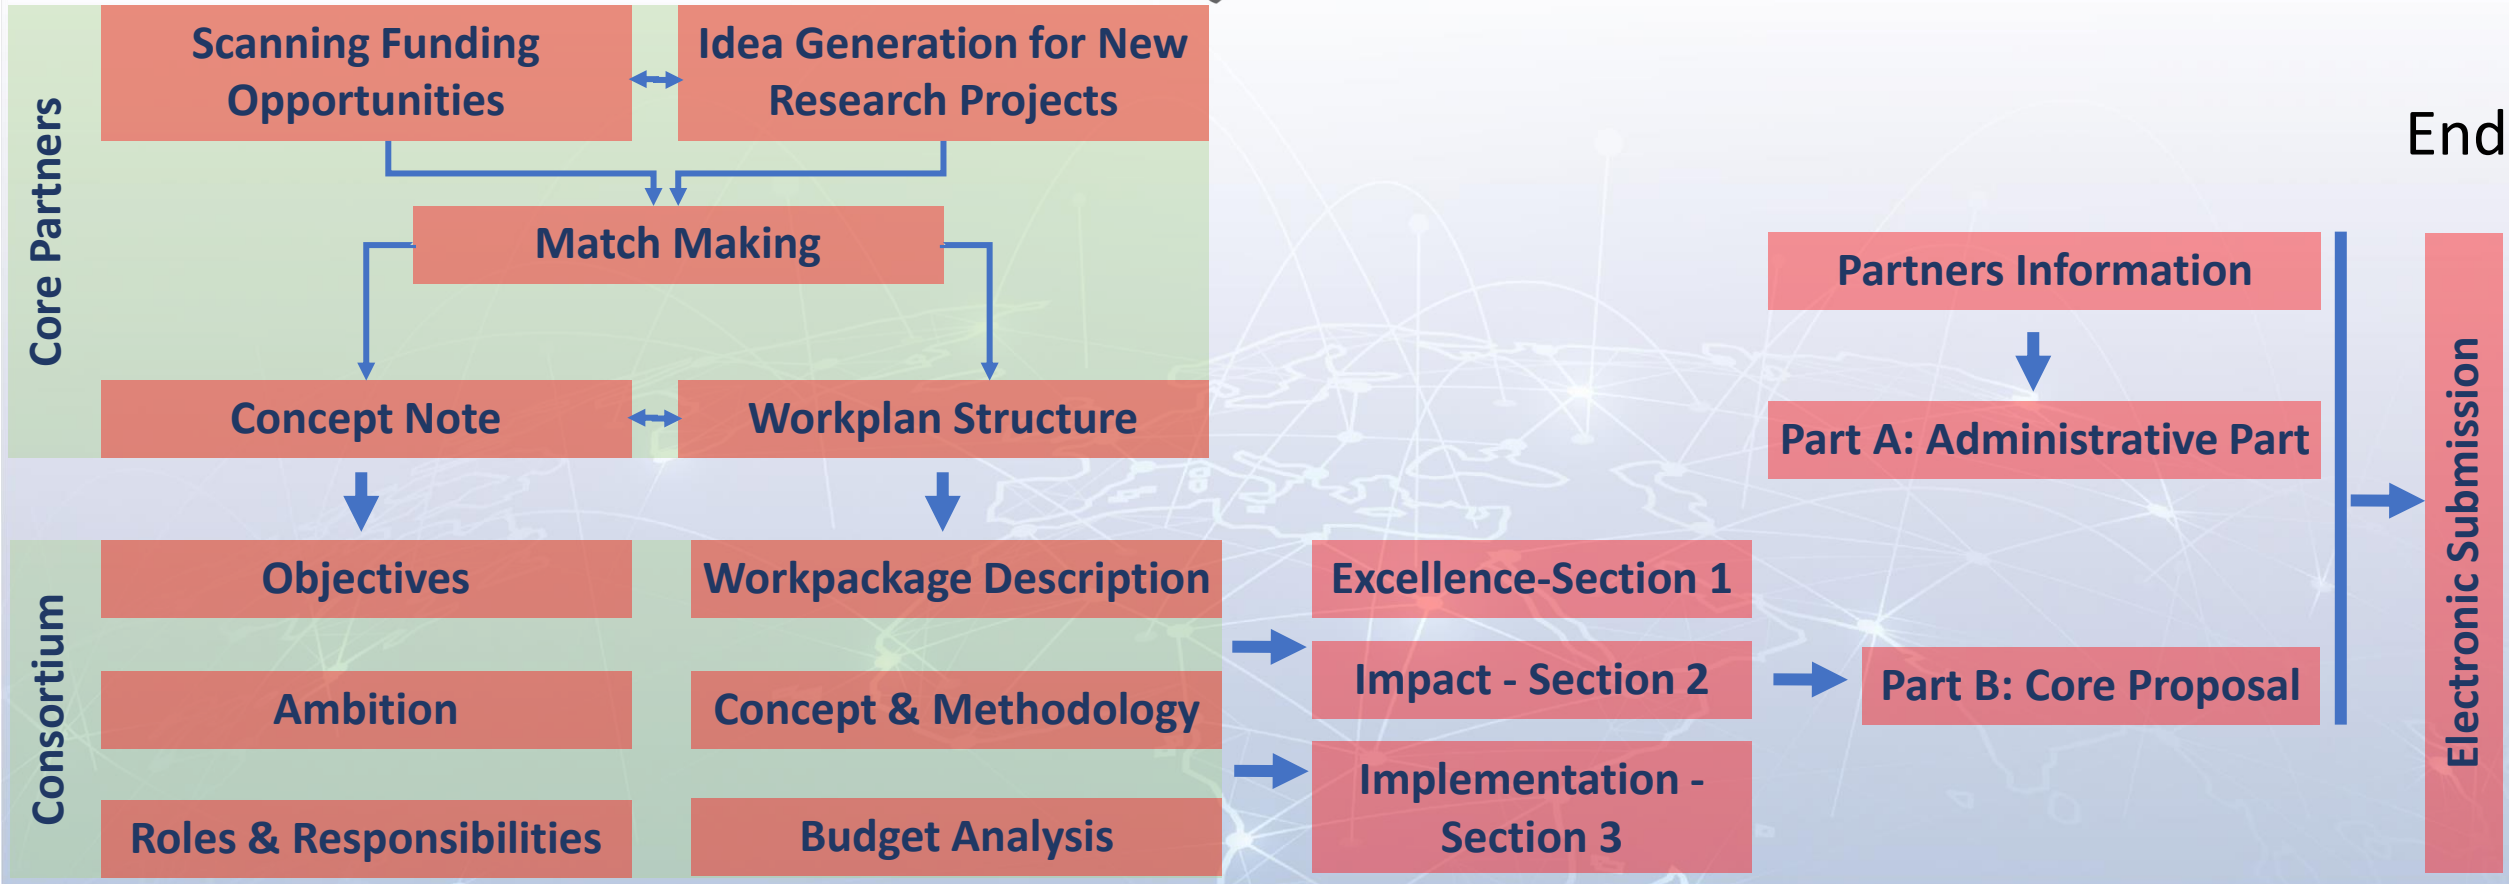 Core Partners
Scanning Funding
Opportunities
Idea Generation for New
Research Projects
Match Making
Concept Note
Workplan Structure
Consortium
Objectives
Workpackage Description
Ambition
Concept & Methodology
Roles & Responsibilities
Budget Analysis
Excellence-Section 1
Impact - Section 2
Implementation -
Section 3
Partners Information
Part A: Administrative Part
Part B: Core Proposal
End
Electronic Submission